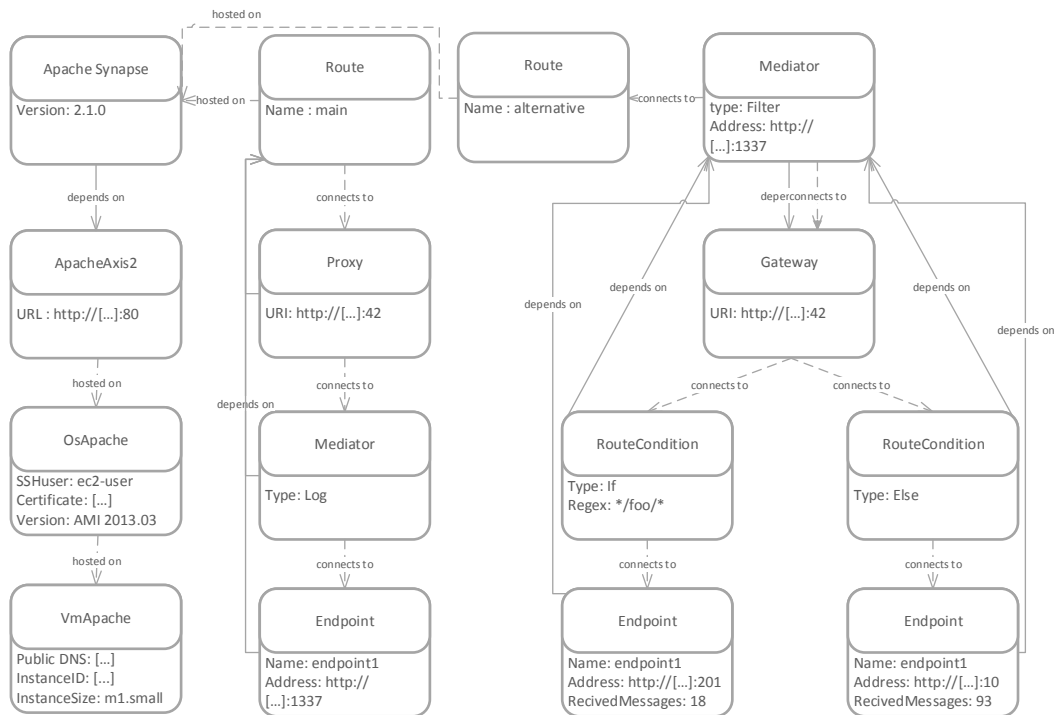 hosted on
Apache Synapse
Version: 2.1.0
hosted on
Route
Name : main
Route
Name : alternative
connects to
Mediator
type: Filter
Address: http://
[...]:1337
depends on
connects to
deperconnects to
ApacheAxis2
URL : http://[...]:80
Proxy
URI: http://[...]:42
Gateway
URI: http://[...]:42
depends on
depends on
depends on
depends on
hosted on
connects to
connects to
connects to
depends on
OsApache
SSHuser: ec2-user
Certificate: [...]
Version: AMI 2013.03
Mediator
Type: Log
RouteCondition
Type: If
Regex: */foo/*
RouteCondition
Type: Else
hosted on
connects to
connects to
connects to
VmApache
Public DNS: [...]
InstanceID: [...]
InstanceSize: m1.small
Endpoint
Name: endpoint1
Address: http://
[...]:1337
Endpoint
Name: endpoint1
Address: http://[...]:201
RecivedMessages: 18
Endpoint
Name: endpoint1
Address: http://[...]:10
RecivedMessages: 93